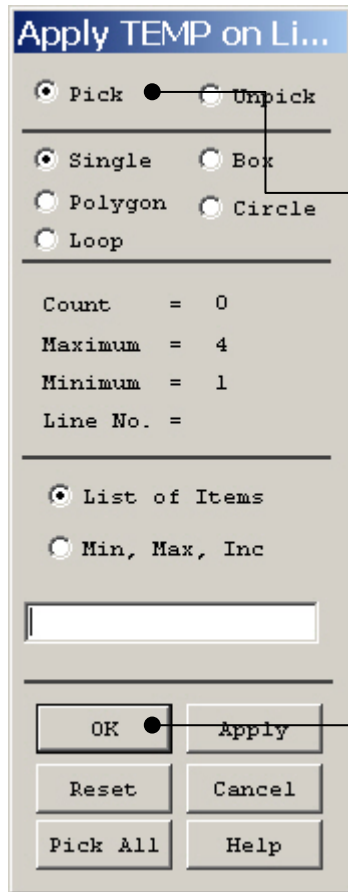 Apply TEMP on Li...
Pick Unpick
Single Box
Polygon Circle
Loop
Count = 0
Maximum = 4
Minimum = 1
Line No. =
List of Items
Min, Max, Inc
OK Apply
Reset Cancel
Pick All Help